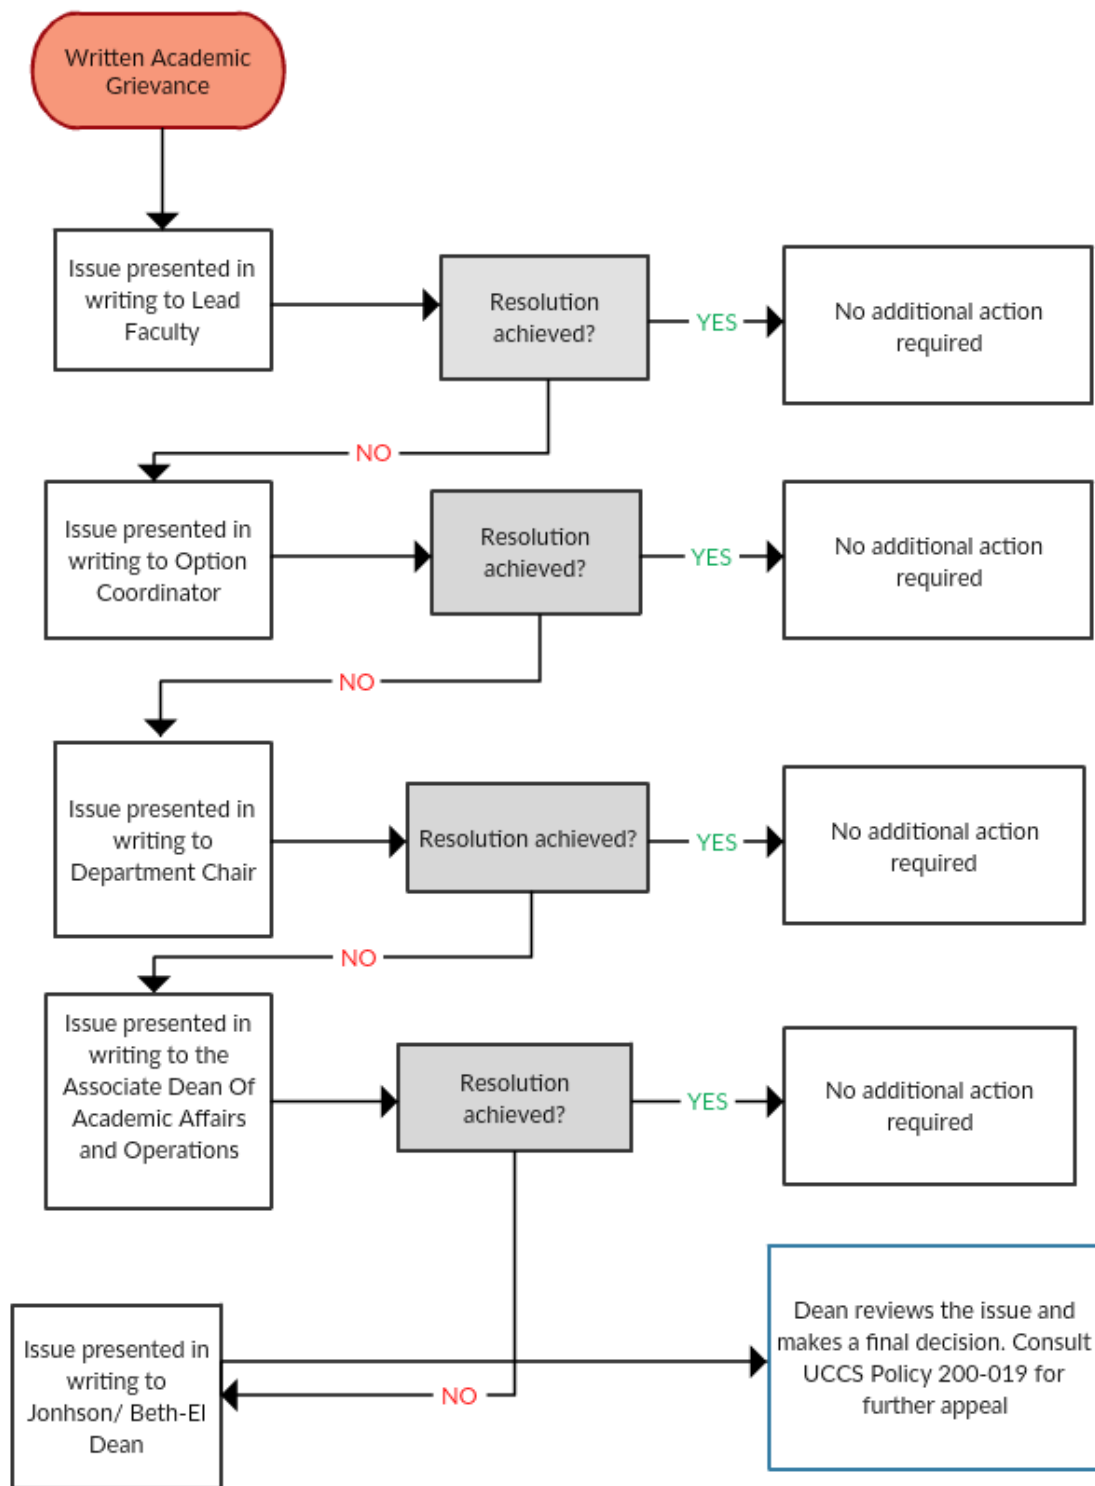 Written Academic
Grievance
Issue presented in
writing to Lead
Faculty
Resolution
achieved?
YES
No additional action
required
NO
Issue presented in
writing to Option
Coordinator
Resolution
achieved?
YES
No additional action
required
NO
Issue presented in
writing to
Department Chair
Resolution achieved?
YES
No additional action
required
NO
Issue presented in
writing to the
Associate Dean Of
Academic Affairs
and Operations
Resolution
achieved?
YES
No additional action
required
NO
Issue presented in
writing to
Jonhson/ Beth-El
Dean
Dean reviews the issue and
makes a final decision. Consult
UCCS Policy 200-019 for
further appeal